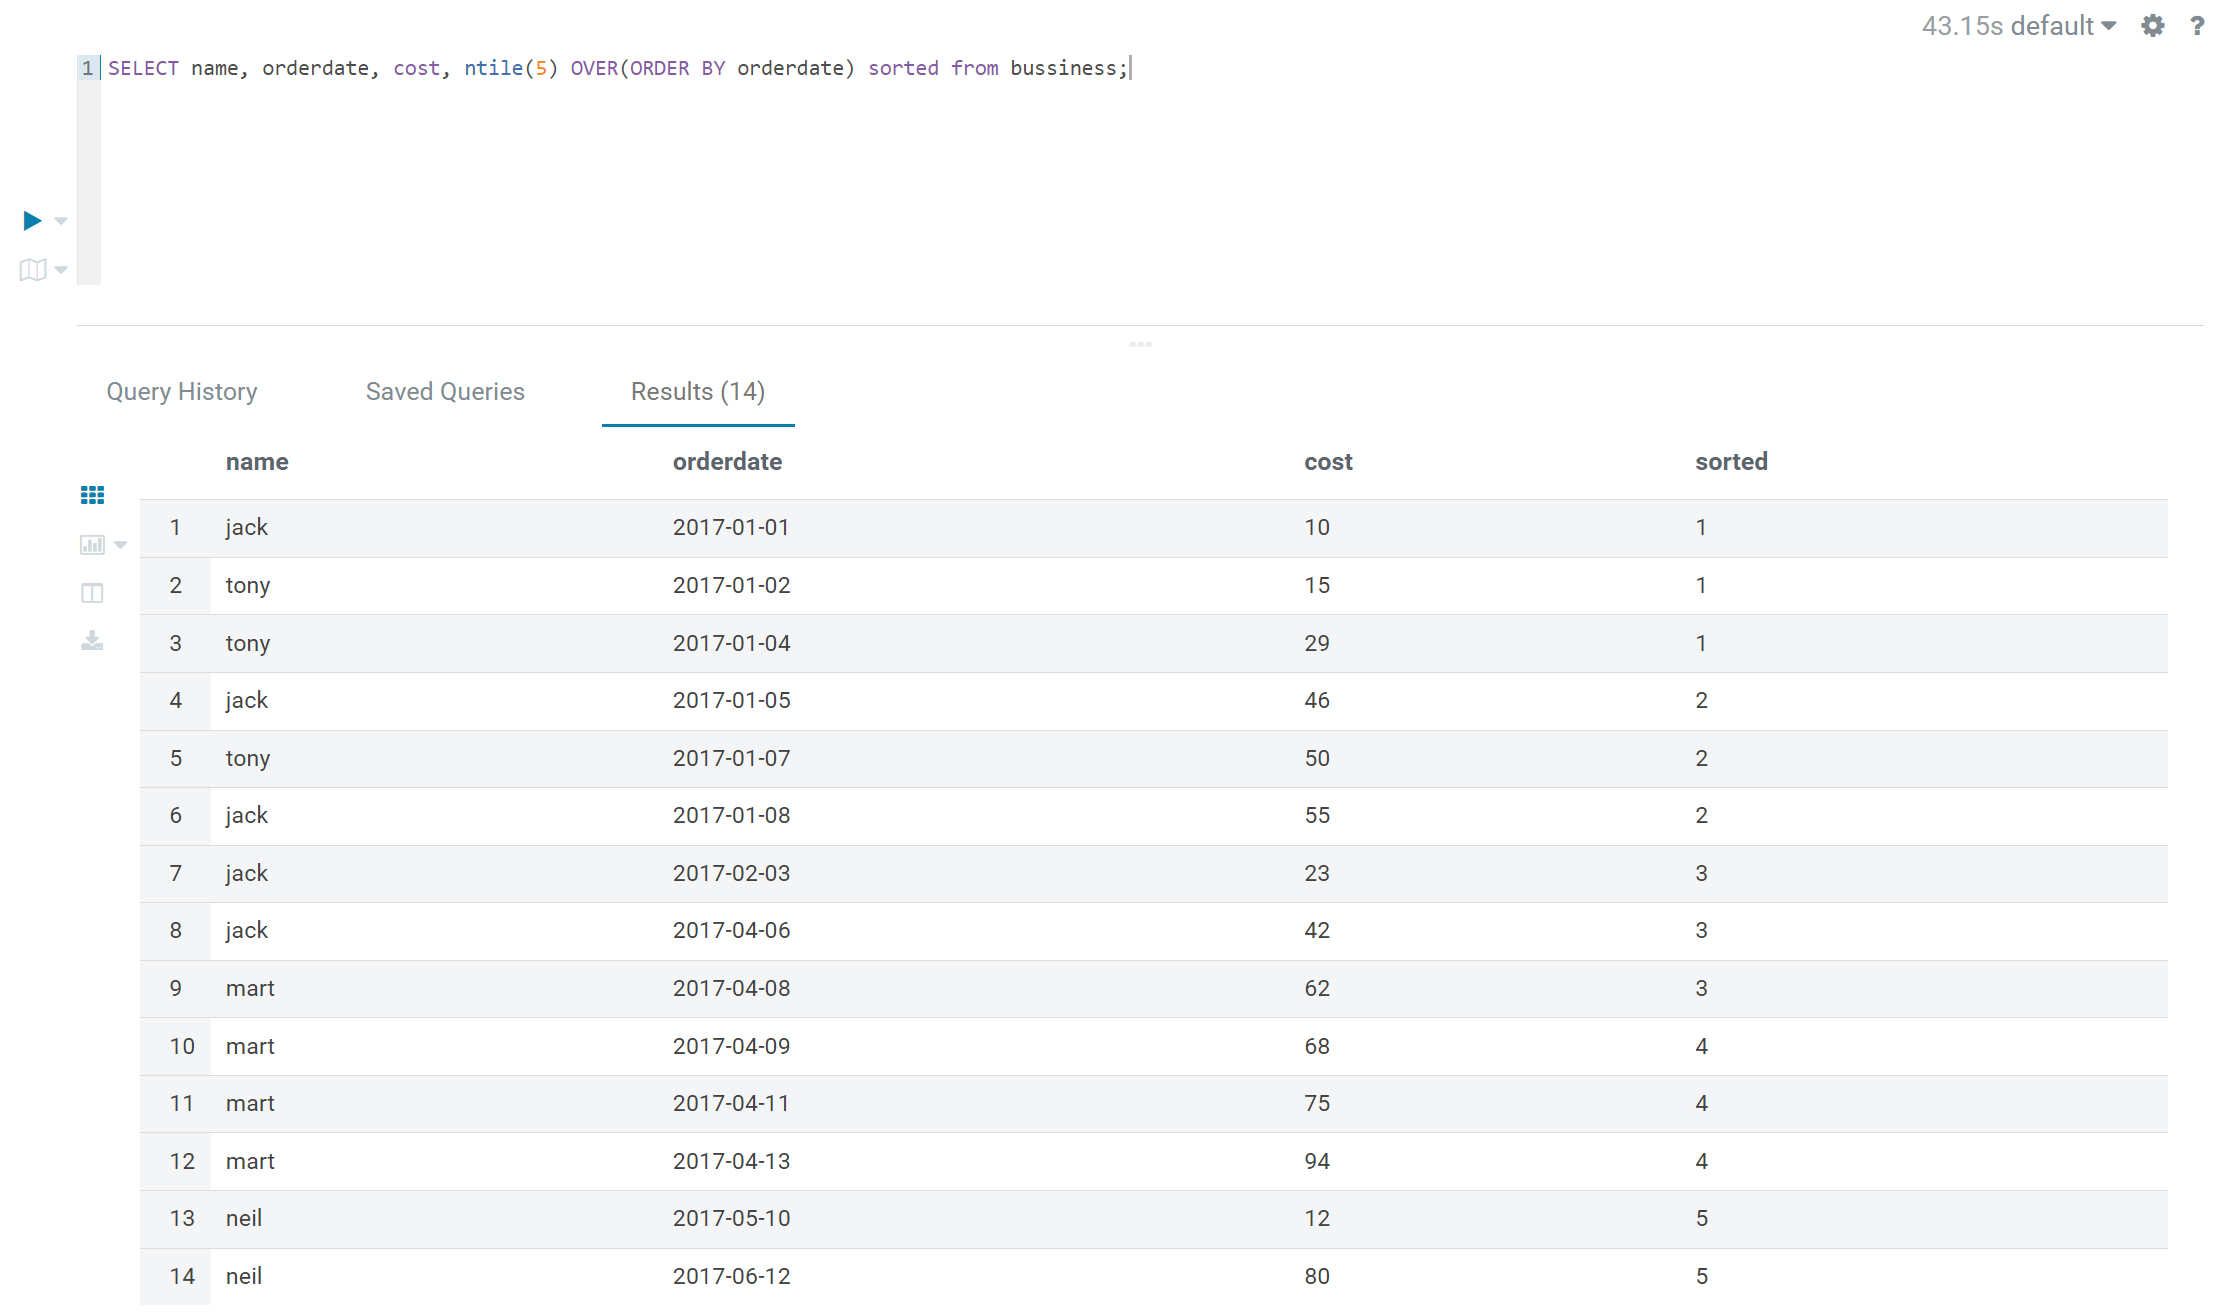 43.15s default ?
1 SELECT name, orderdate, cost, ntile(5) OVER(ORDER BY orderdate) sorted from bussiness;
Query History Saved Queries Results (14)
name orderdate cost sorted
1 jack 2017-01-01 10 1
2 tony 2017-01-02 15 1
3 tony 2017-01-04 29 1
4 jack 2017-01-05 46 2
5 tony 2017-01-07 50 2
6 jack 2017-01-08 55 2
7 jack 2017-02-03 23 3
8 jack 2017-04-06 42 3
9 mart 2017-04-08 62 3
10 mart 2017-04-09 68 4
11 mart 2017-04-11 75 4
12 mart 2017-04-13 94 4
13 neil 2017-05-10 12 5
14 neil 2017-06-12 80 5